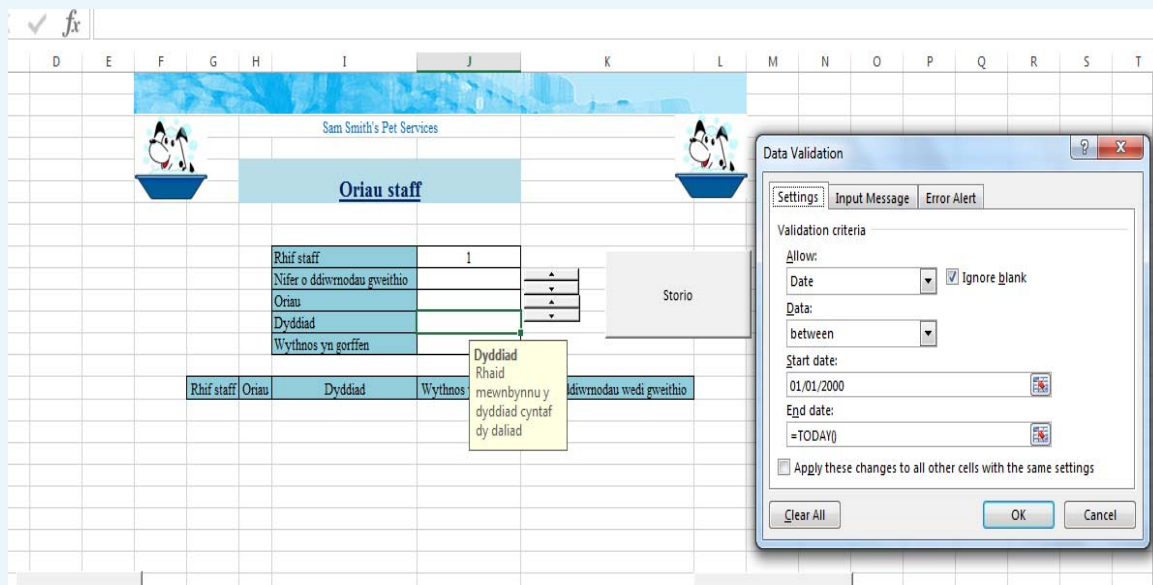 fx
D E F G H I J K L M N O P Q R S T
0
Sam Smith's Pet Services
Oriau staff
Rhif staff 1
Nifer o ddiwrnodau gweithio
Oriau
Dyddiad
Wythnos yn gorffen
Storio
Dyddiad
Rhaid
mewnbynnu y
dyddiad cyntaf
dy daliad
Rhif staff Oriau Dyddiad Wythnos ddiwrnodau wedi gweithio
Data Validation
Settings Input Message Error Alert
Validation criteria
Allow:
Date Ignore blank
Data:
between
Start date:
01/01/2000
End date:
=TODAY()
Apply these changes to all other cells with the same settings
Clear All OK Cancel